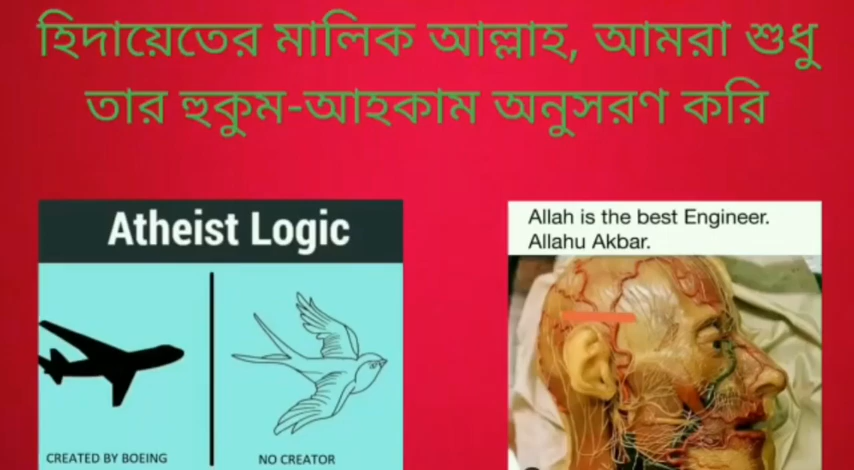 হিদায়েতের মালিক আল্লাহ, আমরা শুধু
তার হুকুম-আহকাম অনুসরণ করি
Atheist Logic
CREATED BY BOEING
NO CREATOR
Allah is the best Engineer.
Allahu Akbar.